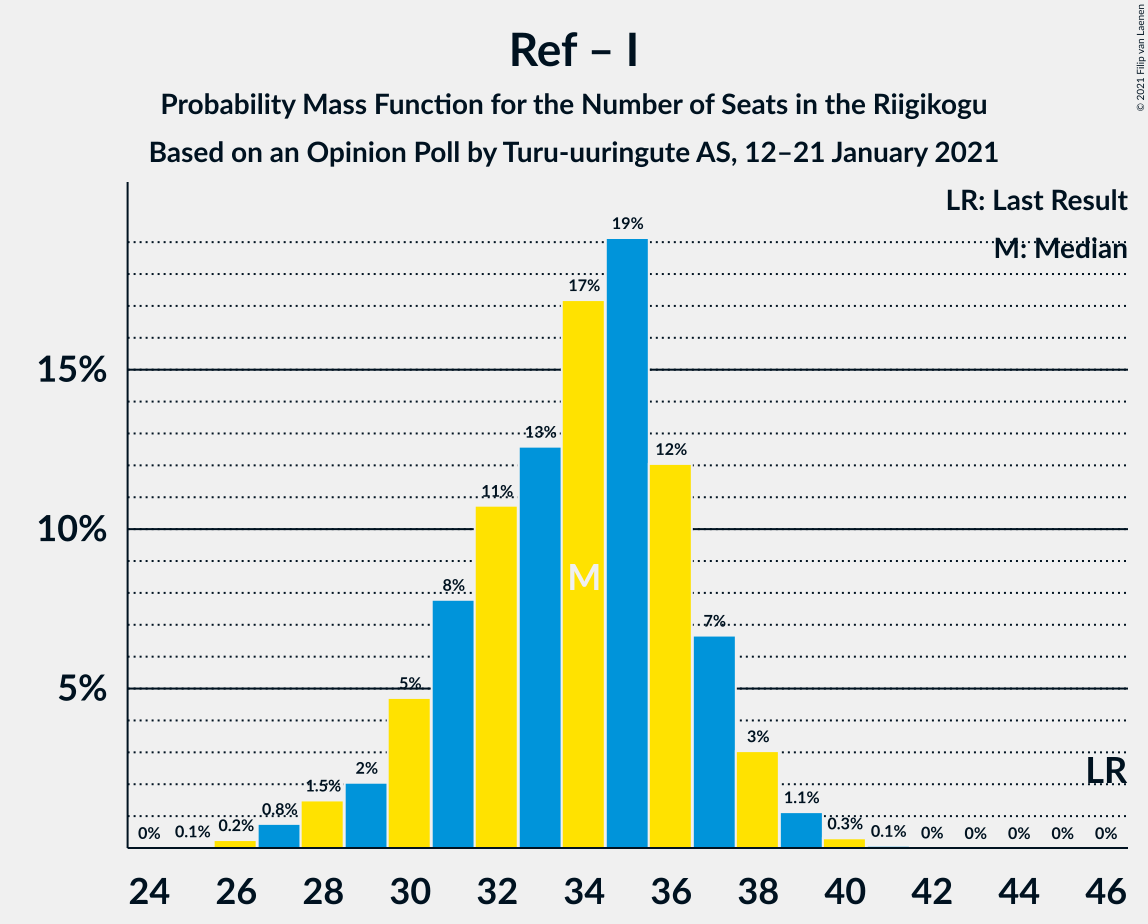 Ref – I
Probability Mass Function for the Number of Seats in the Riigikogu
Based on an Opinion Poll by Turu-uuringute AS, 12–21 January 2021
© 2021 Filip van Laenen
LR: Last Result
M: Median
15%
10%
5%
0%
0.1%
0.2%
0.8%
1.5%
2%
5%
8%
11%
13%
17%
19%
12%
7%
3%
1.1%
0.3%
0.1%
0%
0%
0%
0%
0%
M
LR
24 26 28 30 32 34 36 38 40 42 44 46